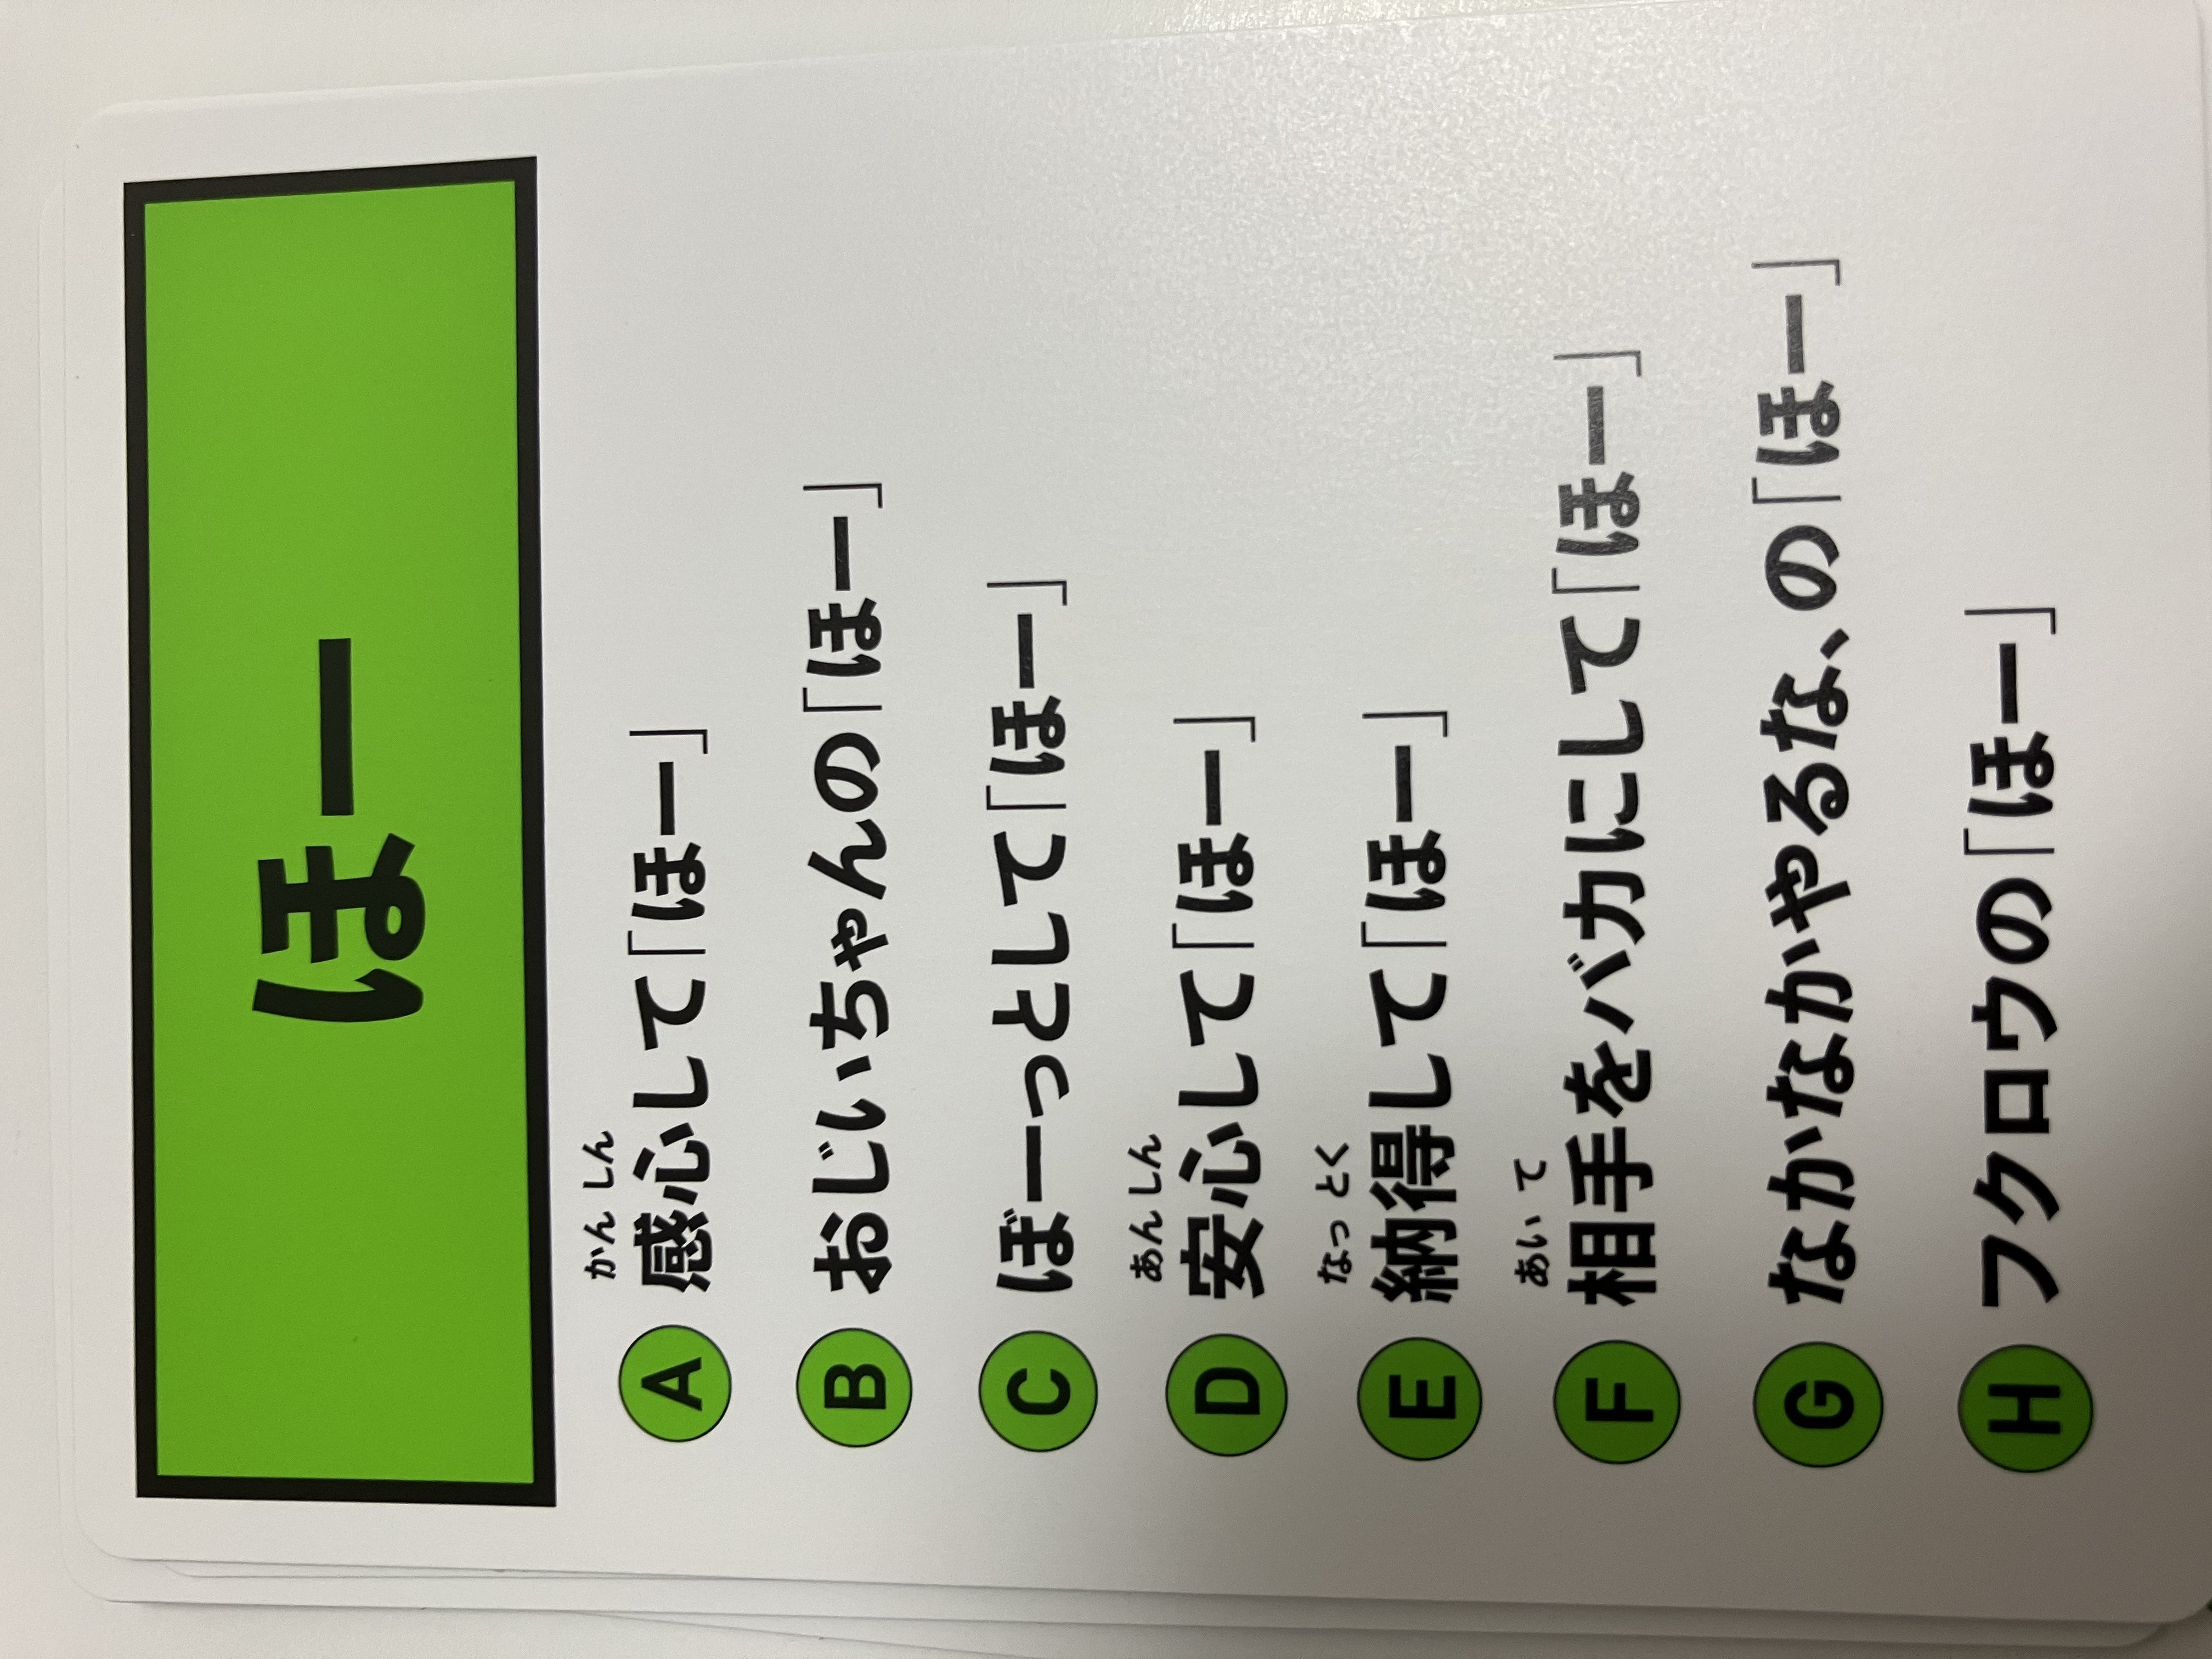 ほー
かん しん
A 感心して「ほー」
B おじいちゃんの「ほー」
C ぼーっとして「ほー」
あん しん
D 安心して「ほー」
なっ とく
E 納得して「ほー」
あい て
F 相手をバカにして「ほー」
G なかなかやるな、の「ほー」
H フクロウの「ほー」